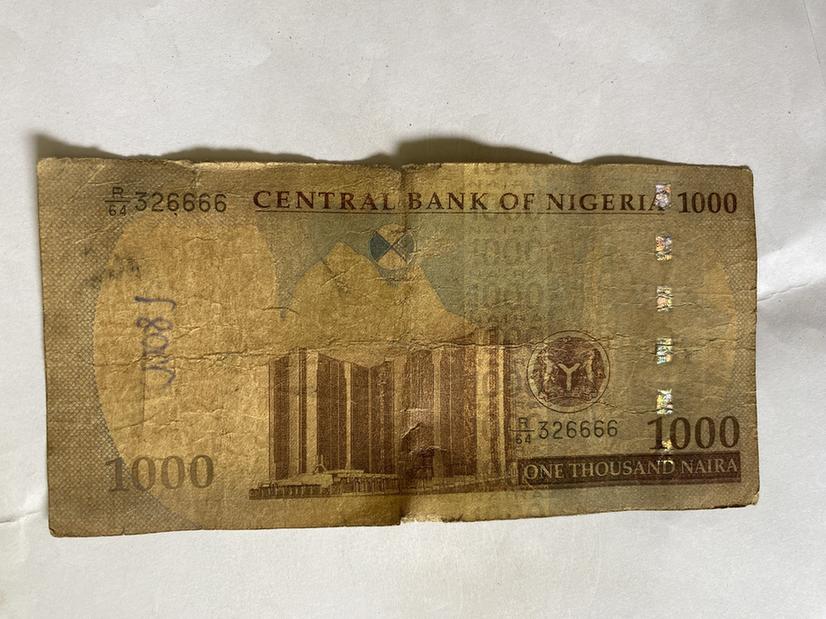 R/64 326666
CENTRAL BANK OF NIGERIA 1000
R/64 326666
1000
1000
ONE THOUSAND NAIRA